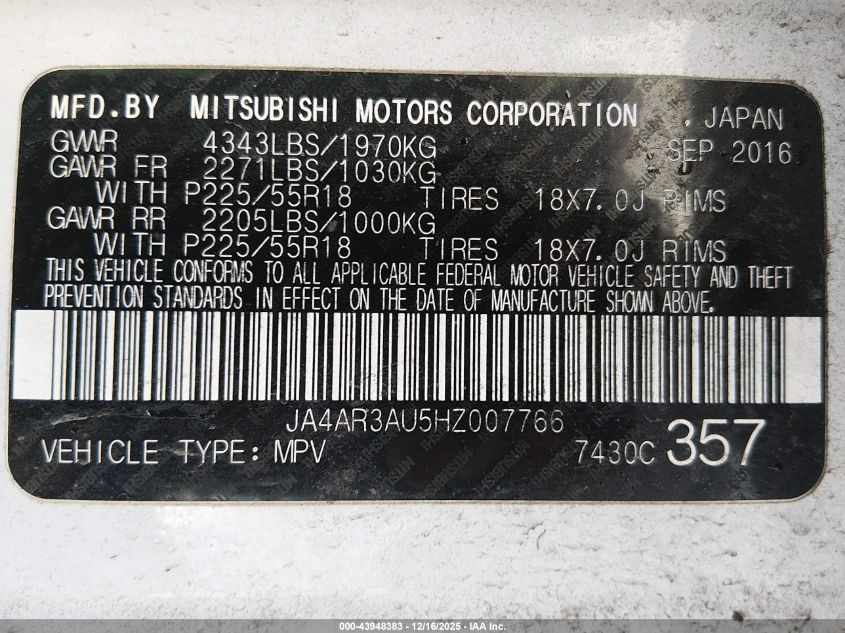 MFD.BY MITSUBISHI MOTORS CORPORATION , JAPAN
GVWR 4343LBS/1970KG SEP 2016
GAWR FR 2271LBS/1030KG
WITH P225/55R18 TIRES 18X7.0J RIMS
GAWR RR 2205LBS/1000KG
WITH P225/55R18 TIRES 18X7.0J RIMS
THIS VEHICLE CONFORMS TO ALL APPLICABLE FEDERAL MOTOR VEHICLE SAFETY AND THEFT
PREVENTION STANDARDS IN EFFECT ON THE DATE OF MANUFACTURE SHOWN ABOVE.
JA4AR3AU5HZ007766
VEHICLE TYPE: MPV 7430C 357
000-43948383 - 12/16/2025 - IAA Inc.